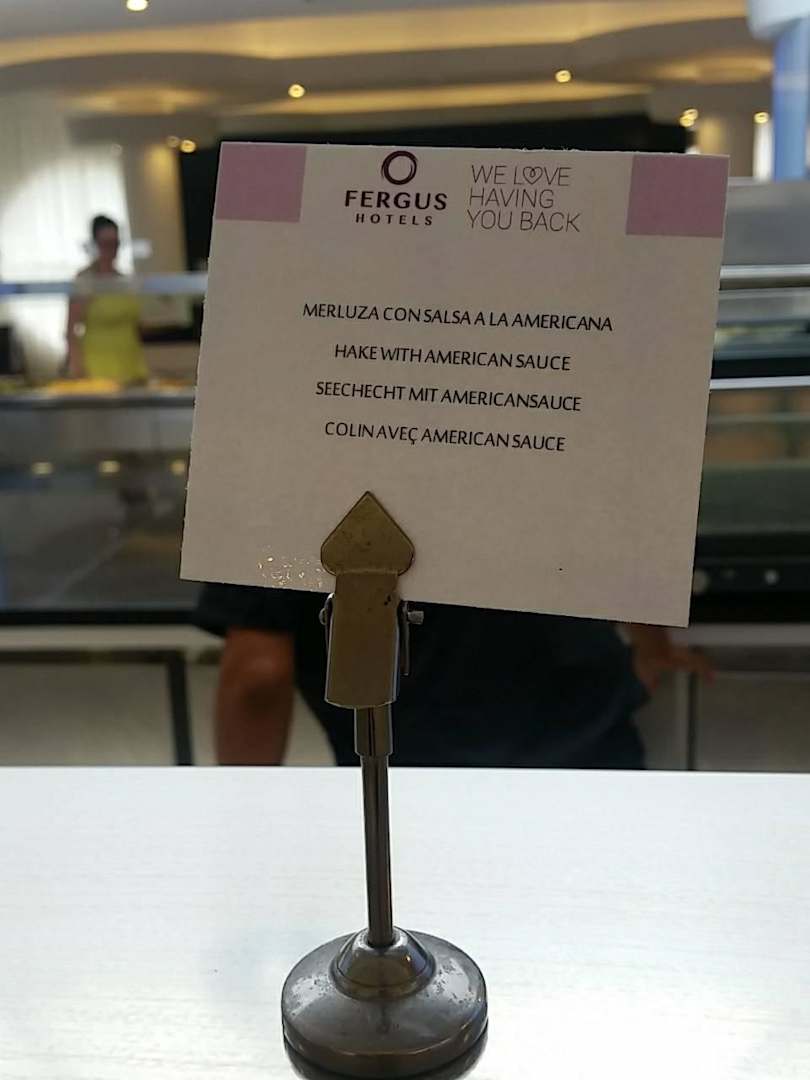 FERGUS
HOTELS
WE LOVE
HAVING
YOU BACK
MERLUZA CON SALSA A LA AMERICANA
HAKE WITH AMERICAN SAUCE
SEECHECHT MIT AMERICANSAUCE
COLIN AVEÇ AMERICAN SAUCE